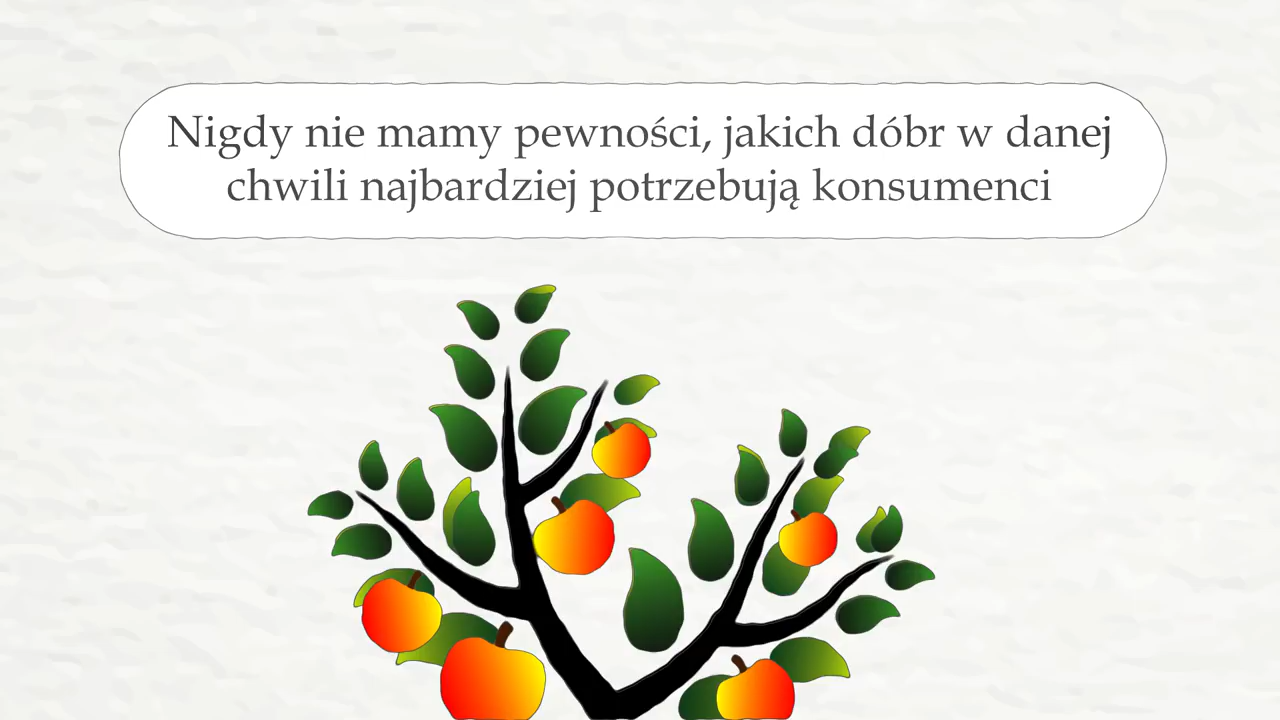 Nigdy nie mamy pewności, jakich dóbr w danej
chwili najbardziej potrzebują konsumenci